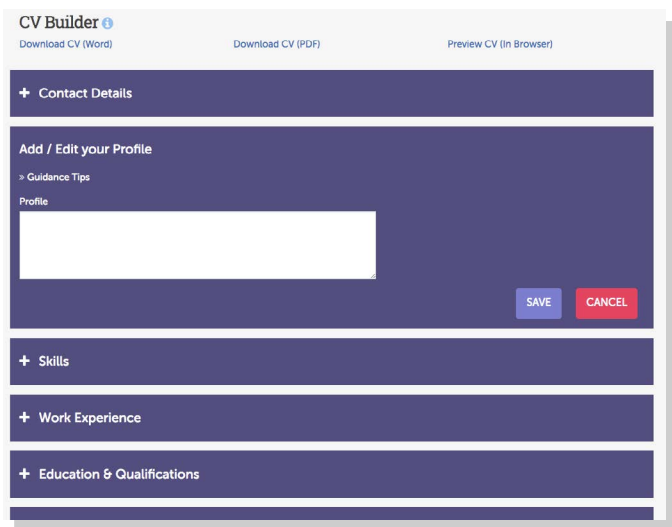 CV Builder
Download CV (Word) Download CV (PDF) Preview CV (In Browser)
+ Contact Details
Add / Edit your Profile
» Guidance Tips
Profile
SAVE CANCEL
+ Skills
+ Work Experience
+ Education & Qualifications